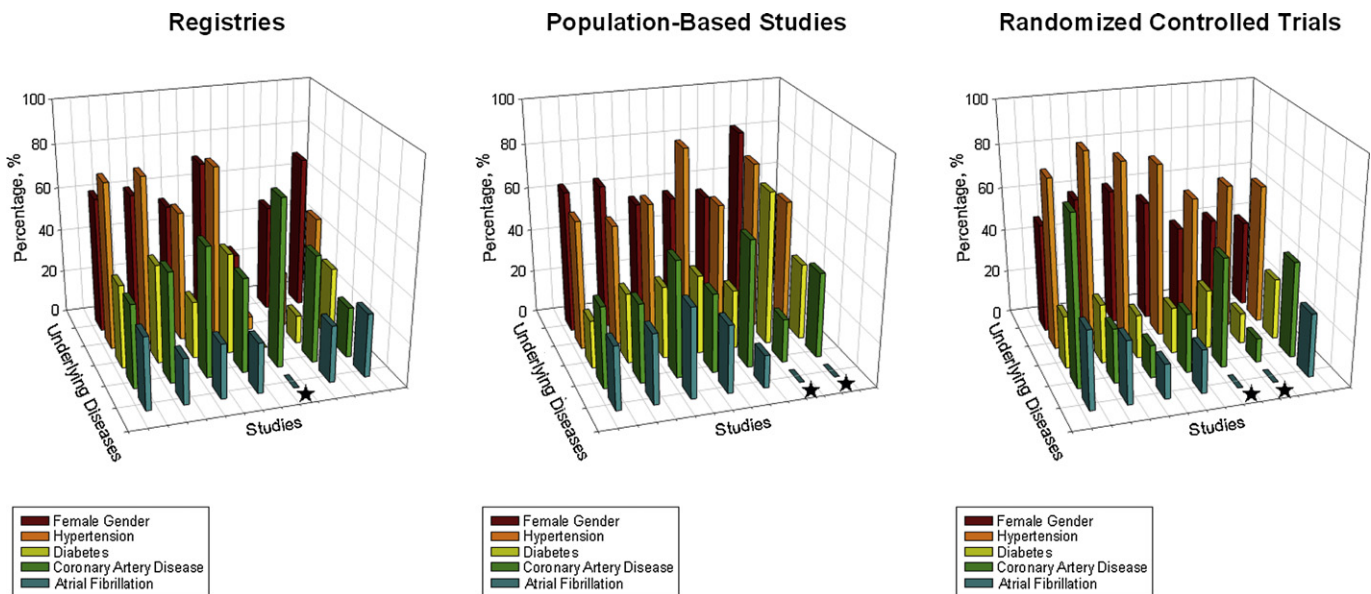 Registries
Percentage, %
100
80
60
40
20
0
Underlying Diseases
Studies
Female Gender
Hypertension
Diabetes
Coronary Artery Disease
Atrial Fibrillation
Population-Based Studies
Percentage, %
100
80
60
40
20
0
Underlying Diseases
Studies
Female Gender
Hypertension
Diabetes
Coronary Artery Disease
Atrial Fibrillation
Randomized Controlled Trials
Percentage, %
100
80
60
40
20
0
Underlying Diseases
Studies
Female Gender
Hypertension
Diabetes
Coronary Artery Disease
Atrial Fibrillation